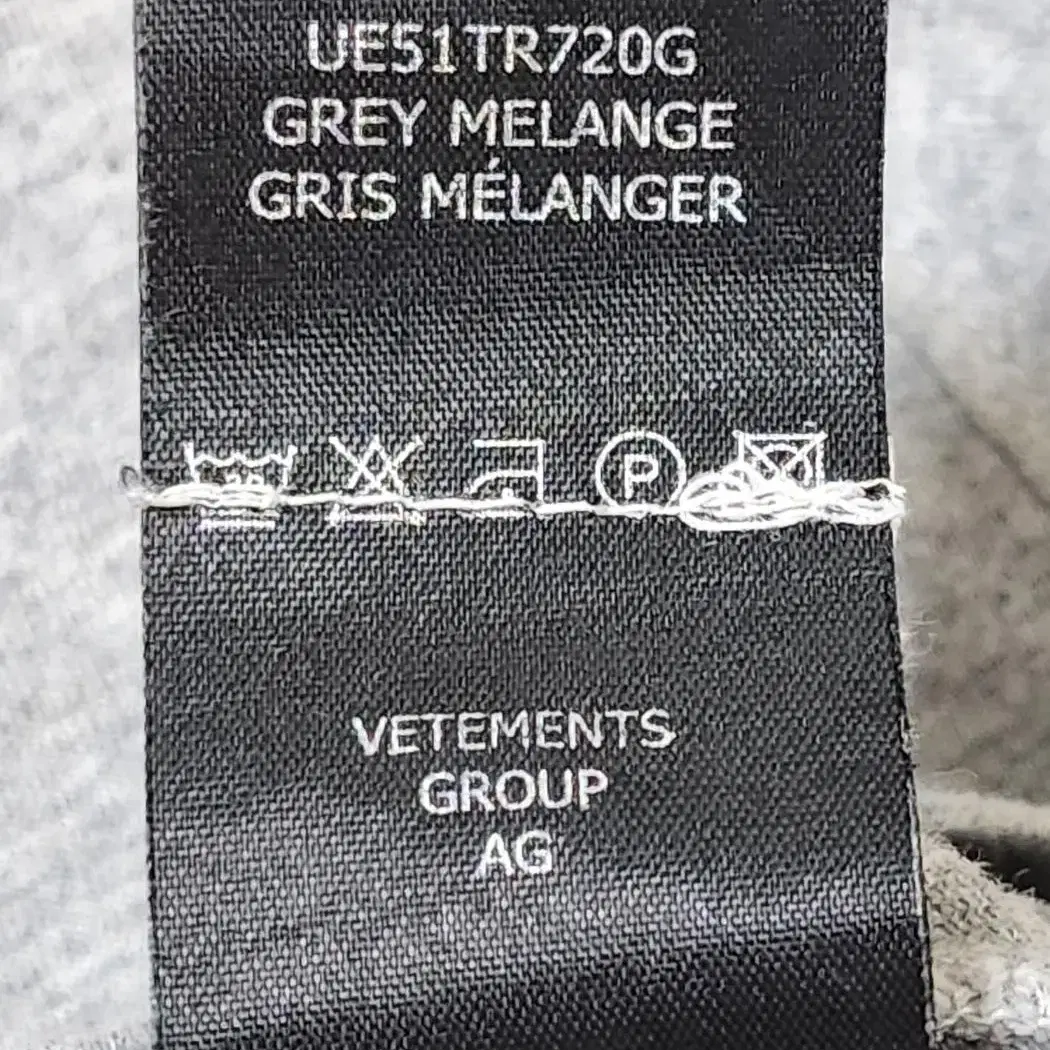 UE51TR720G
GREY MELANGE
GRIS MÉLANGER
P
VETEMENTS
GROUP
AG